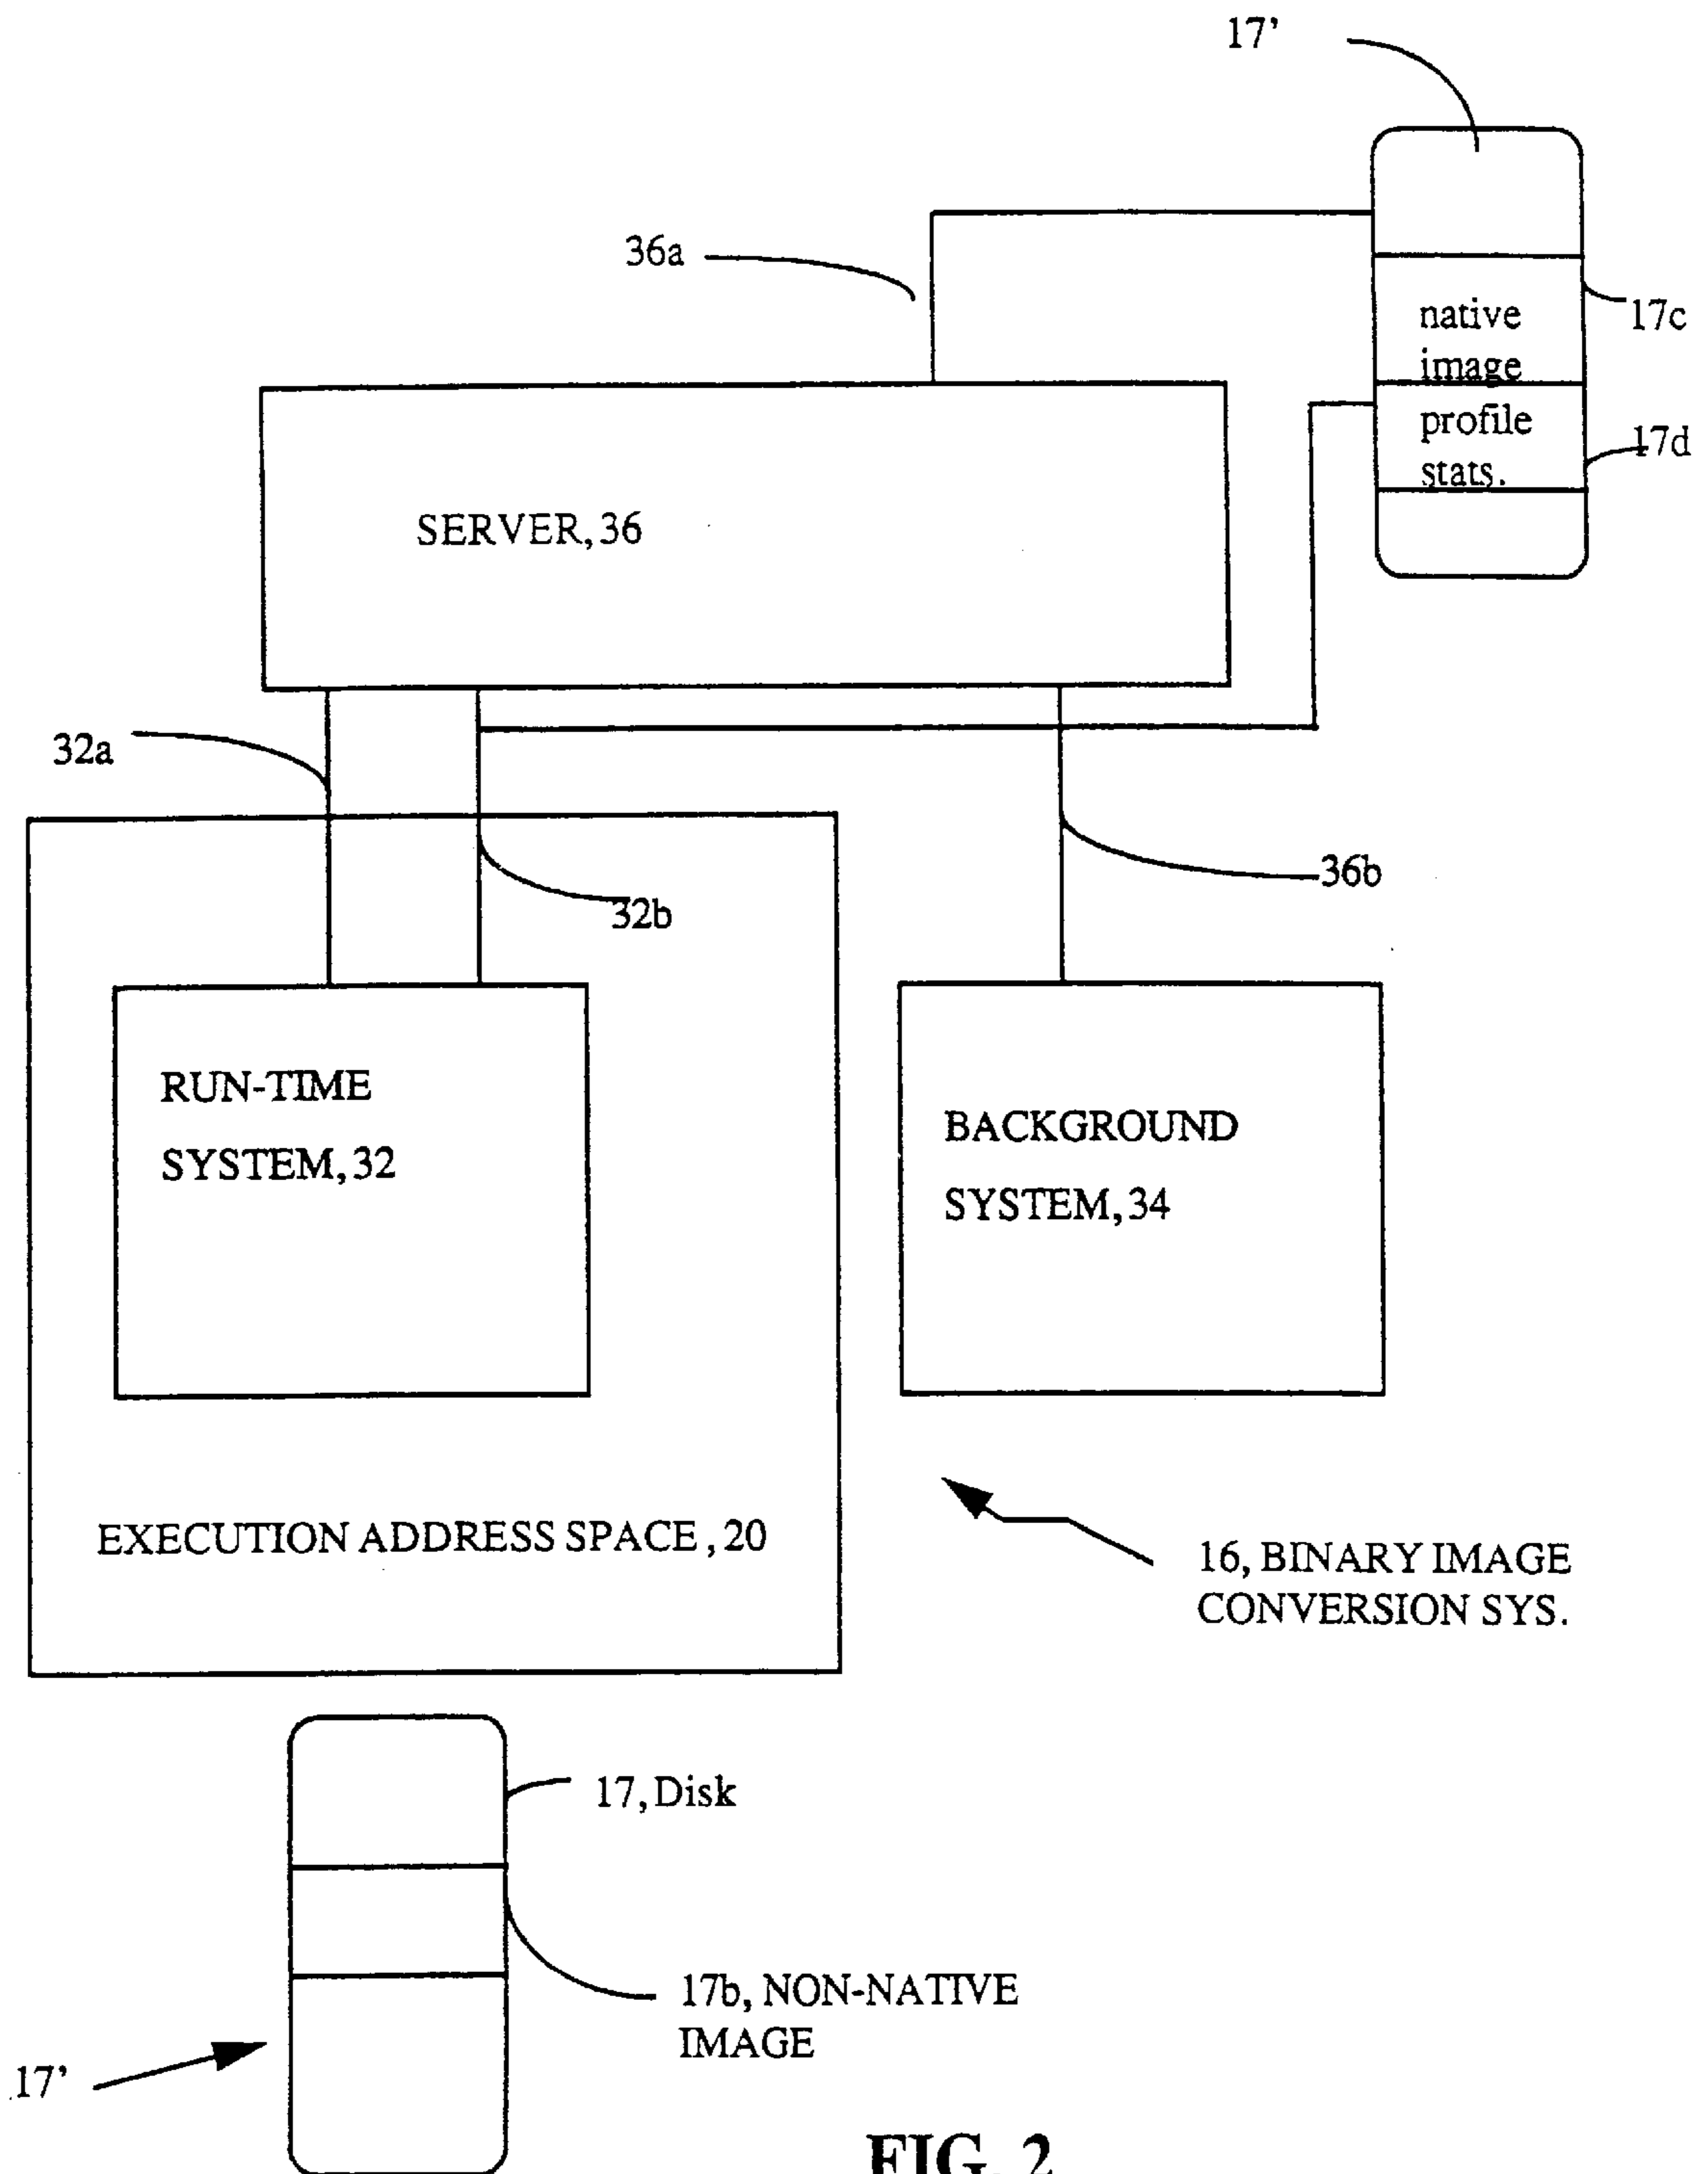 17’
36a
native
image
17c
profile
stats.
17d
SERVER, 36
32a
32b
36b
RUN-TIME
SYSTEM, 32
BACKGROUND
SYSTEM, 34
EXECUTION ADDRESS SPACE , 20
16, BINARY IMAGE
CONVERSION SYS.
17, Disk
17b, NON-NATIVE
IMAGE
17’
FIG. 2